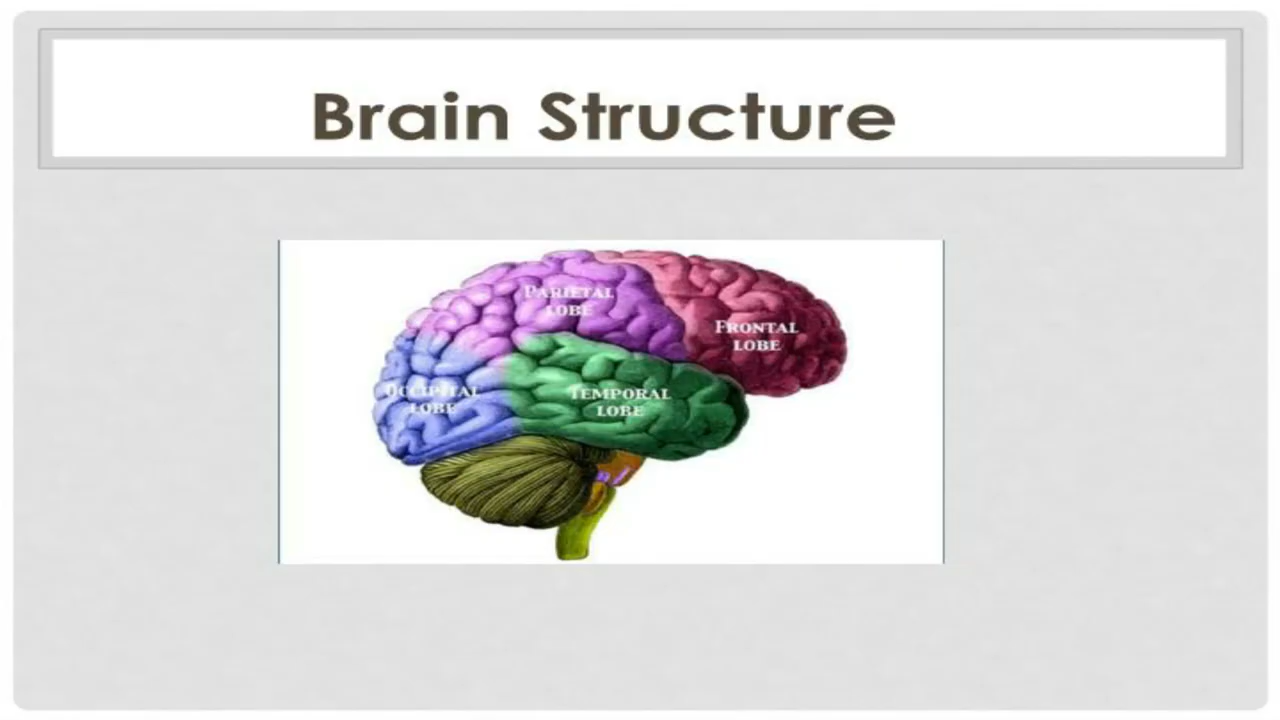 Brain Structure
PARIETAL
LOBE
FRONTAL
LOBE
OCCIPITAL
LOBE
TEMPORAL
LOBE